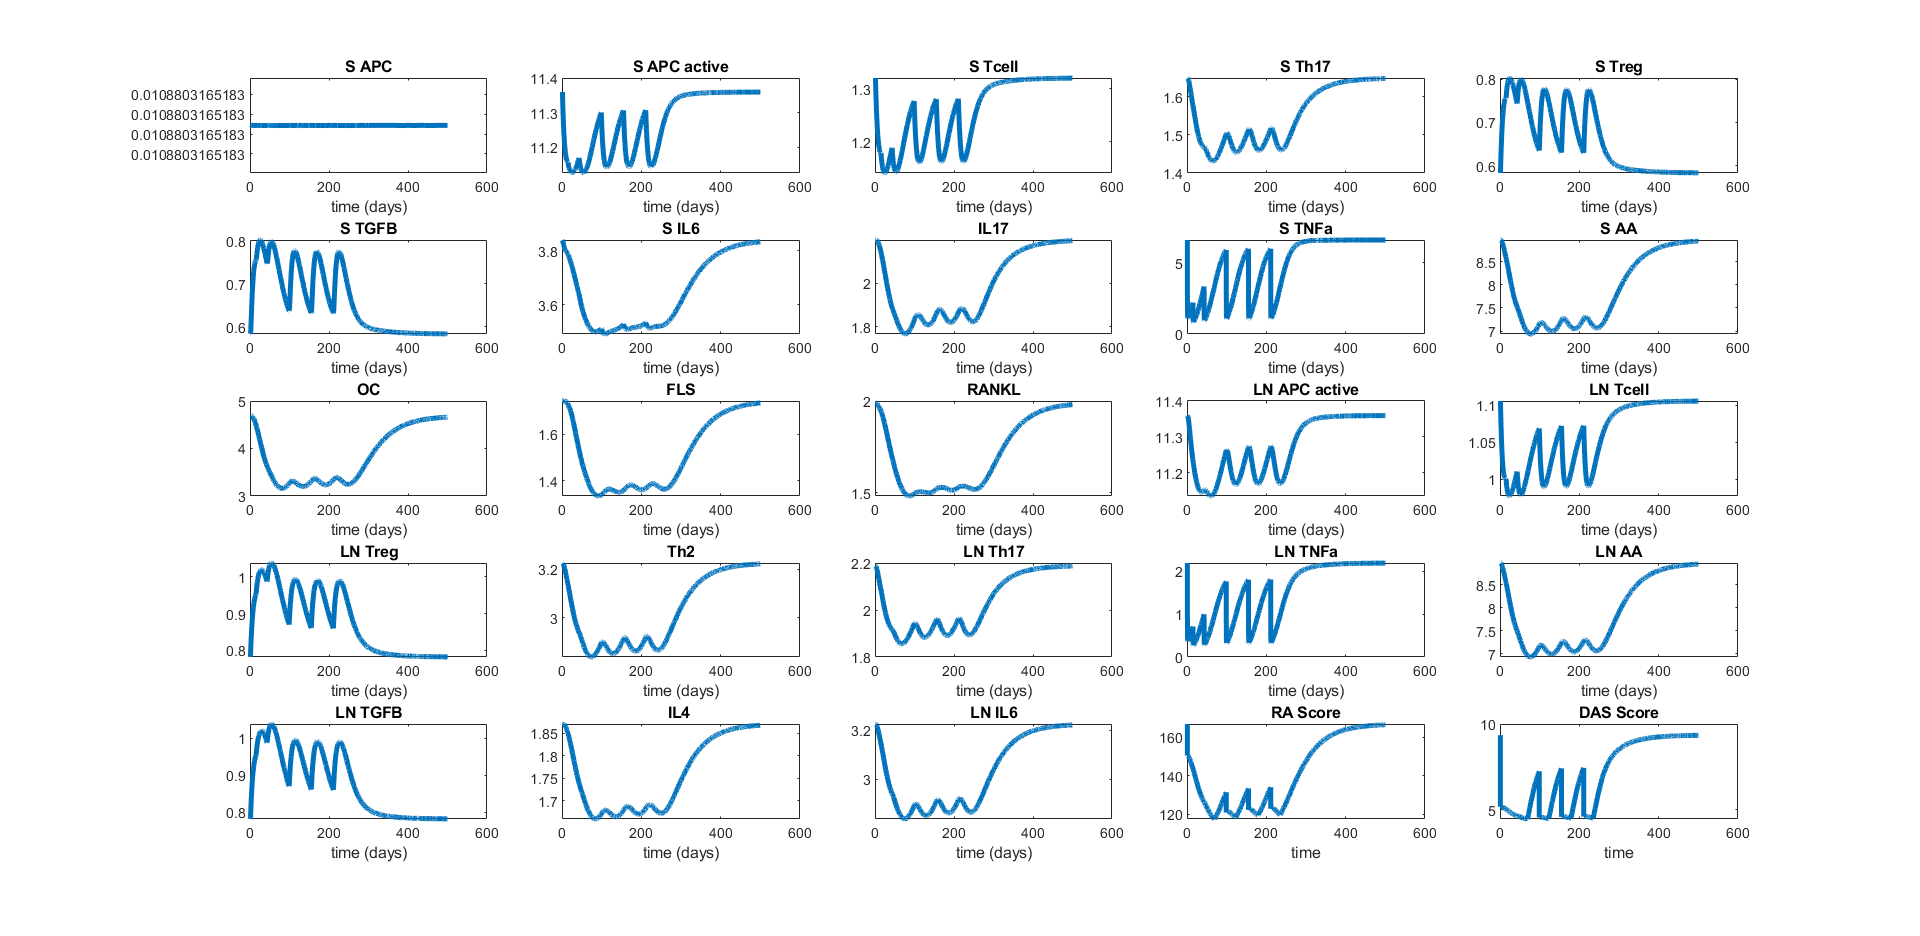 S APC
0.0108803165183
0.0108803165183
0.0108803165183
0.0108803165183
0 200 400 600
time (days)
S APC active
11.4
11.3
11.2
0 200 400 600
time (days)
S Tcell
1.3
1.2
0 200 400 600
time (days)
S Th17
1.6
1.5
1.4
0 200 400 600
time (days)
S Treg
0.8
0.7
0.6
0 200 400 600
time (days)
S TGFB
0.8
0.7
0.6
0 200 400 600
time (days)
S IL6
3.8
3.6
0 200 400 600
time (days)
IL17
2
1.8
0 200 400 600
time (days)
S TNFa
5
0
0 200 400 600
time (days)
S AA
8.5
8
7.5
7
0 200 400 600
time (days)
OC
5
4
3
0 200 400 600
time (days)
FLS
1.6
1.4
0 200 400 600
time (days)
RANKL
2
1.5
0 200 400 600
time (days)
LN APC active
11.4
11.3
11.2
0 200 400 600
time (days)
LN Tcell
1.1
1.05
1
0 200 400 600
time (days)
LN Treg
1
0.9
0.8
0 200 400 600
time (days)
Th2
3.2
3
0 200 400 600
time (days)
LN Th17
2.2
2
1.8
0 200 400 600
time (days)
LN TNFa
2
1
0
0 200 400 600
time (days)
LN AA
8.5
8
7.5
7
0 200 400 600
time (days)
LN TGFB
1
0.9
0.8
0 200 400 600
time (days)
IL4
1.85
1.8
1.75
1.7
0 200 400 600
time (days)
LN IL6
3.2
3
0 200 400 600
time (days)
RA Score
160
140
120
0 200 400 600
time
DAS Score
10
5
0 200 400 600
time